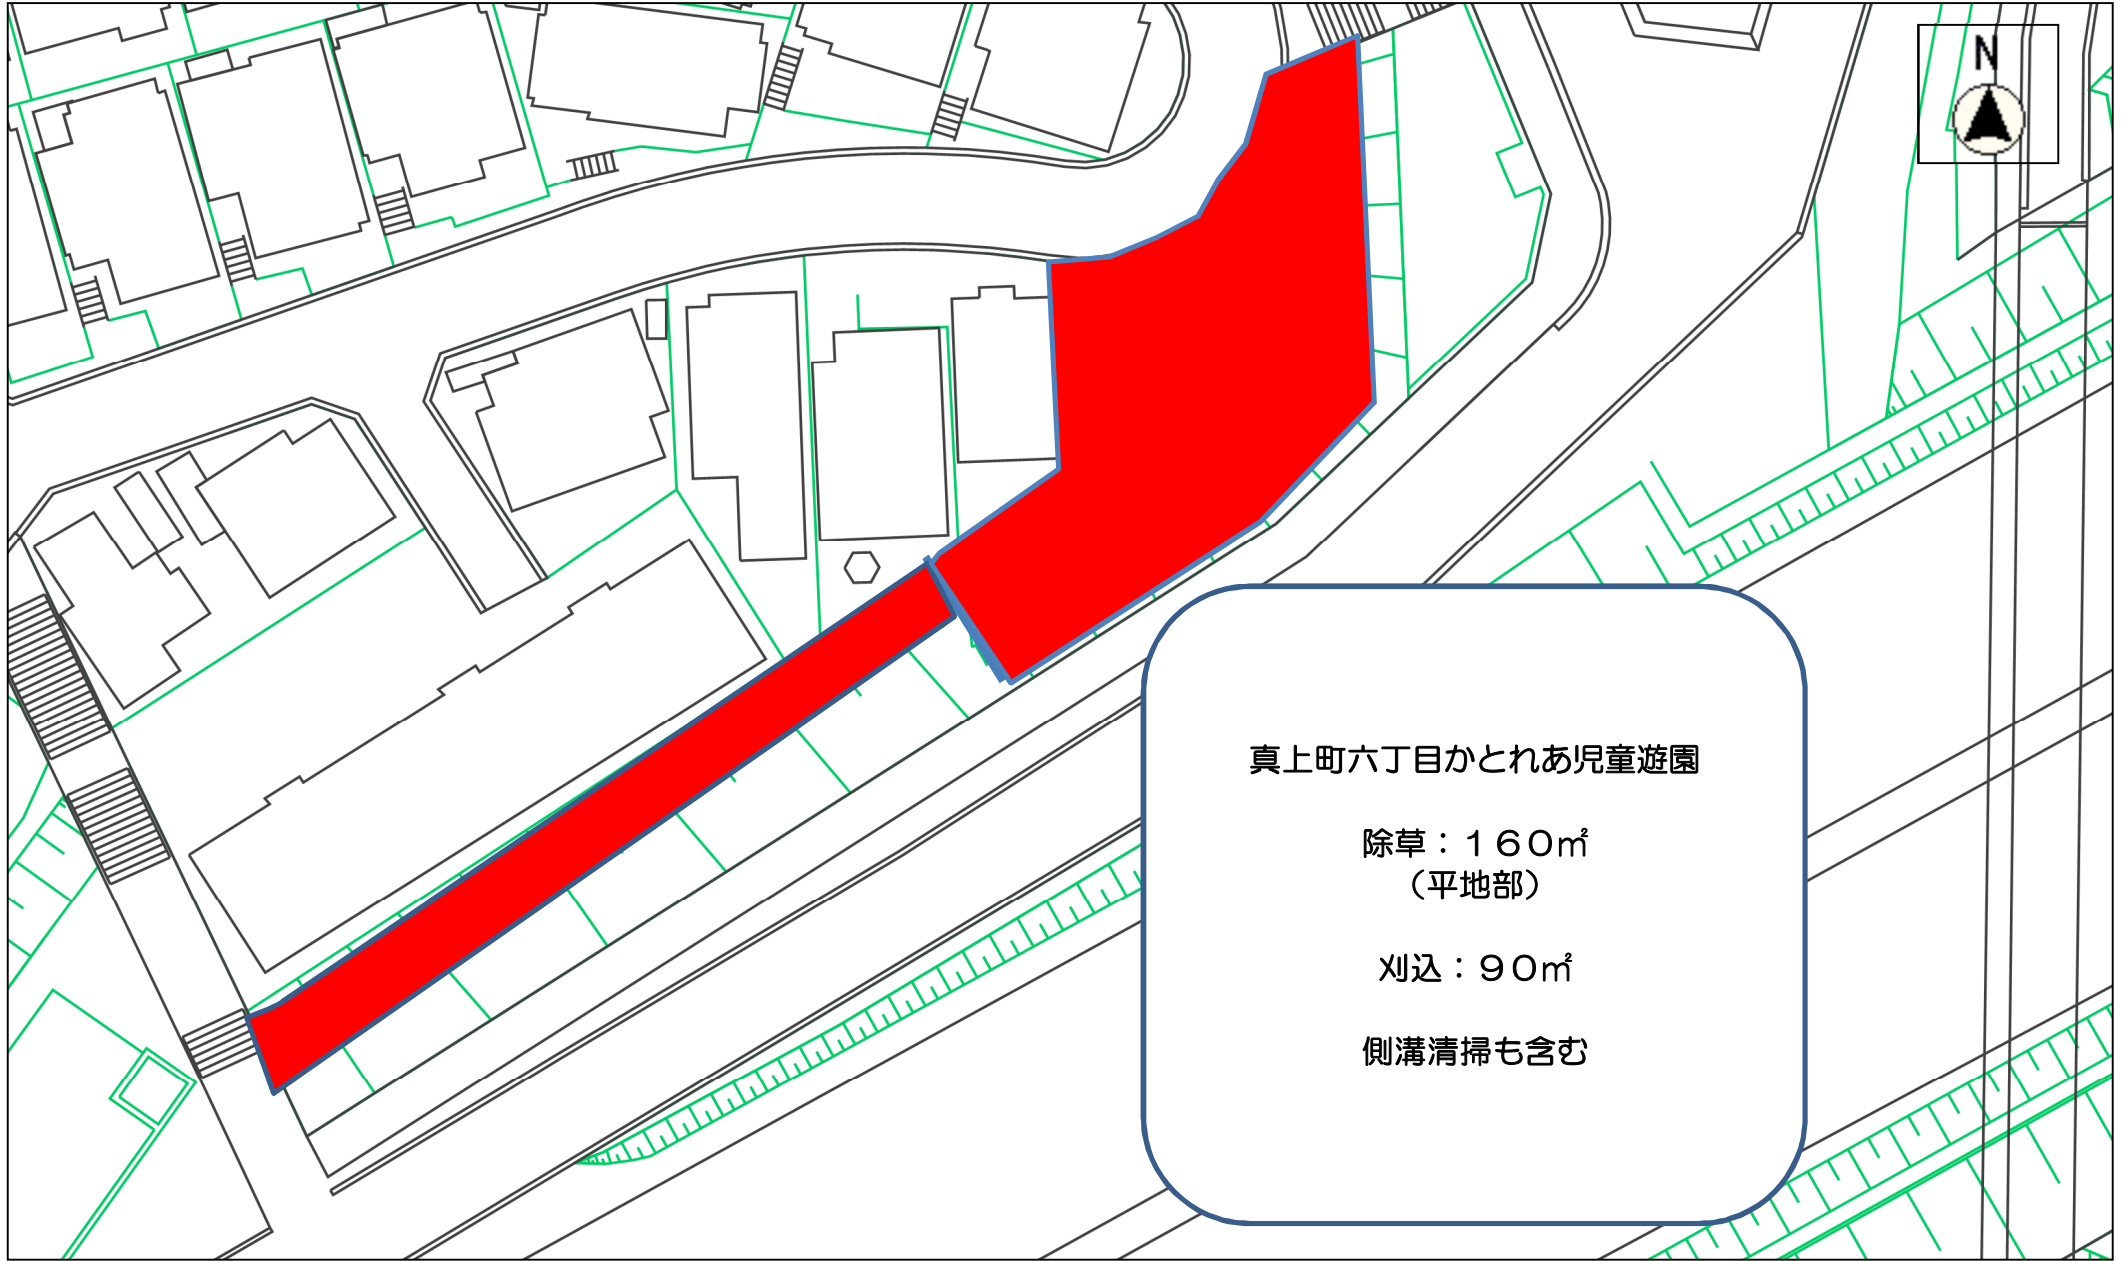 N
真上町六丁目かとれあ児童遊園
除草：１６０㎡
（平地部）
刈込：９０㎡
側溝清掃も含む